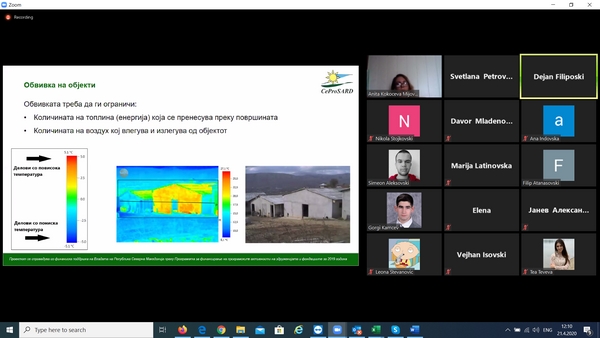 Zoom
Recording
Обвивка на објекти
CeProSARD
Обвивката треба да ги ограничи:
• Количината на топлина (енергија) која се пренесува преку површината
• Количината на воздух кој влегува и излегува од објектот
Делови со повисока
температура
Делови со пониска
температура
Anita Kokoceva Mijov...
Svetlana Petrov...
Dejan Filiposki
Nikola Stojkovski
N
Davor Mladeno...
Ana Indovska
a
Simeon Aleksovski
Marija Latinovska
Filip Atanasovski
F
Gorgi Kamcev
Elena
Јанев Александ...
Leona Stevanovic
Vejhan Isovski
Tea Teveva
Type here to search
ENG
12:10
21.4.2020